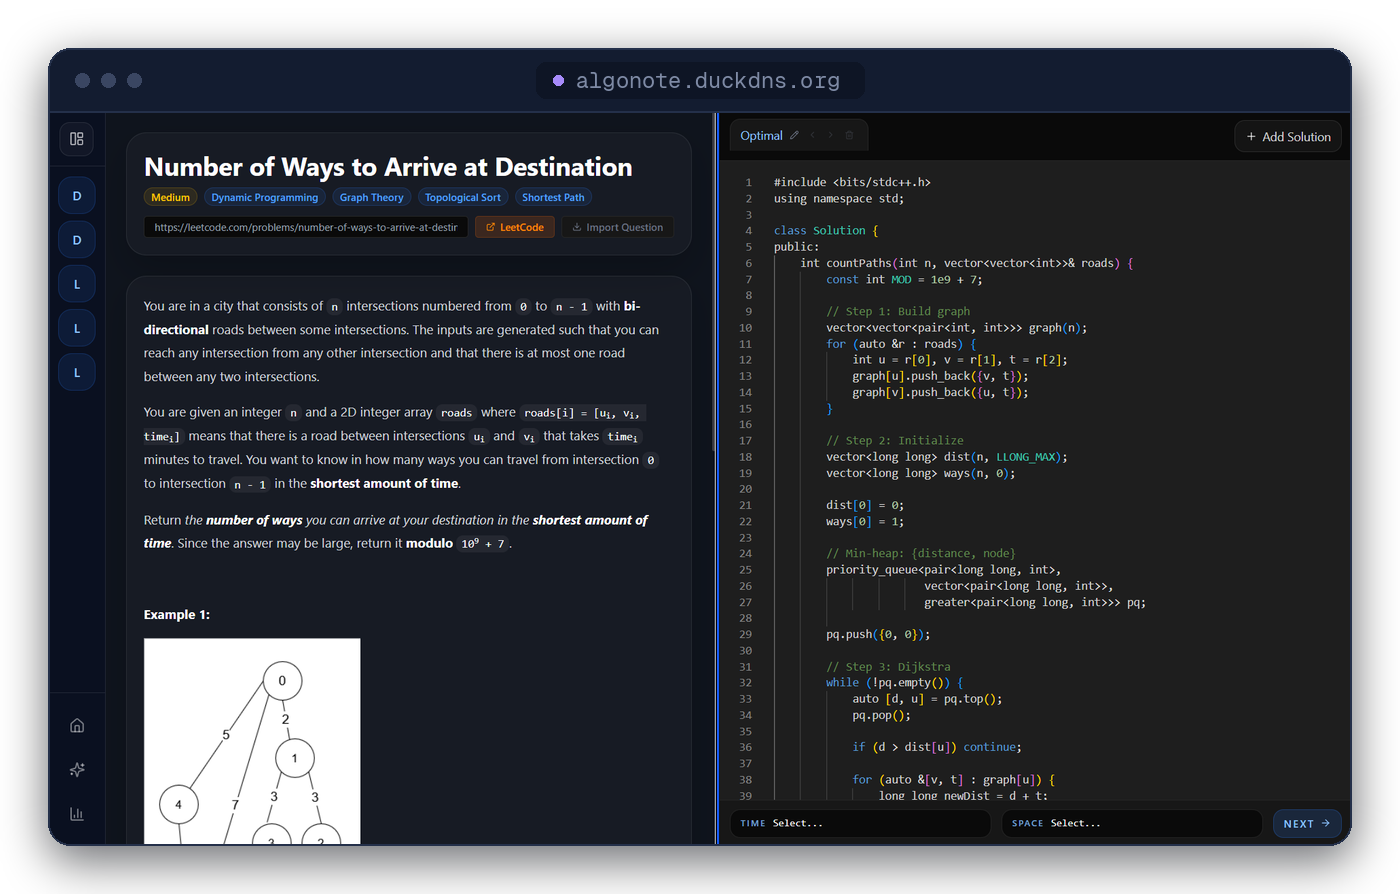 algonote.duckdns.org
D
D
L
L
L
Number of Ways to Arrive at Destination
Medium Dynamic Programming Graph Theory Topological Sort Shortest Path
https://leetcode.com/problems/number-of-ways-to-arrive-at-destir LeetCode Import Question
You are in a city that consists of n intersections numbered from 0 to n - 1 with bi-
directional roads between some intersections. The inputs are generated such that you can
reach any intersection from any other intersection and that there is at most one road
between any two intersections.
You are given an integer n and a 2D integer array roads where roads[i] = [uᵢ, vᵢ,
timeᵢ] means that there is a road between intersections uᵢ and vᵢ that takes timeᵢ
minutes to travel. You want to know in how many ways you can travel from intersection 0
to intersection n - 1 in the shortest amount of time.
Return the number of ways you can arrive at your destination in the shortest amount of
time. Since the answer may be large, return it modulo 10⁹ + 7.
Example 1:
0
2
5
1
3 3
7
4
Optimal
+ Add Solution
1 #include <bits/stdc++.h>
2 using namespace std;
3
4 class Solution {
5 public:
6     int countPaths(int n, vector<vector<int>>& roads) {
7         const int MOD = 1e9 + 7;
8
9         // Step 1: Build graph
10         vector<vector<pair<int, int>>> graph(n);
11         for (auto &r : roads) {
12             int u = r[0], v = r[1], t = r[2];
13             graph[u].push_back({v, t});
14             graph[v].push_back({u, t});
15         }
16
17         // Step 2: Initialize
18         vector<long long> dist(n, LLONG_MAX);
19         vector<long long> ways(n, 0);
20
21         dist[0] = 0;
22         ways[0] = 1;
23
24         // Min-heap: {distance, node}
25         priority_queue<pair<long long, int>,
26                        vector<pair<long long, int>>,
27                        greater<pair<long long, int>>> pq;
28
29         pq.push({0, 0});
30
31         // Step 3: Dijkstra
32         while (!pq.empty()) {
33             auto [d, u] = pq.top();
34             pq.pop();
35
36             if (d > dist[u]) continue;
37
38             for (auto &[v, t] : graph[u]) {
39                 long long newDist = d + t;
TIME Select... SPACE Select... NEXT →